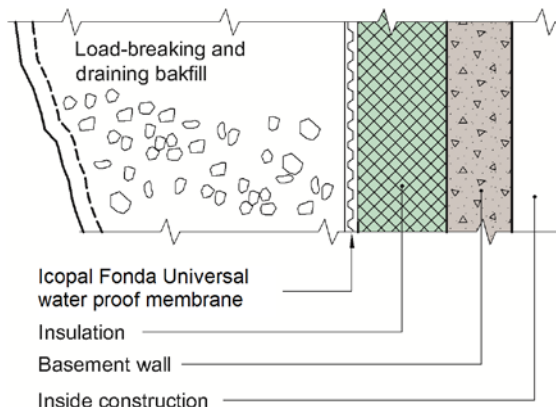 Load-breaking and
draining bakfill
Icopal Fonda Universal
water proof membrane
Insulation
Basement wall
Inside construction